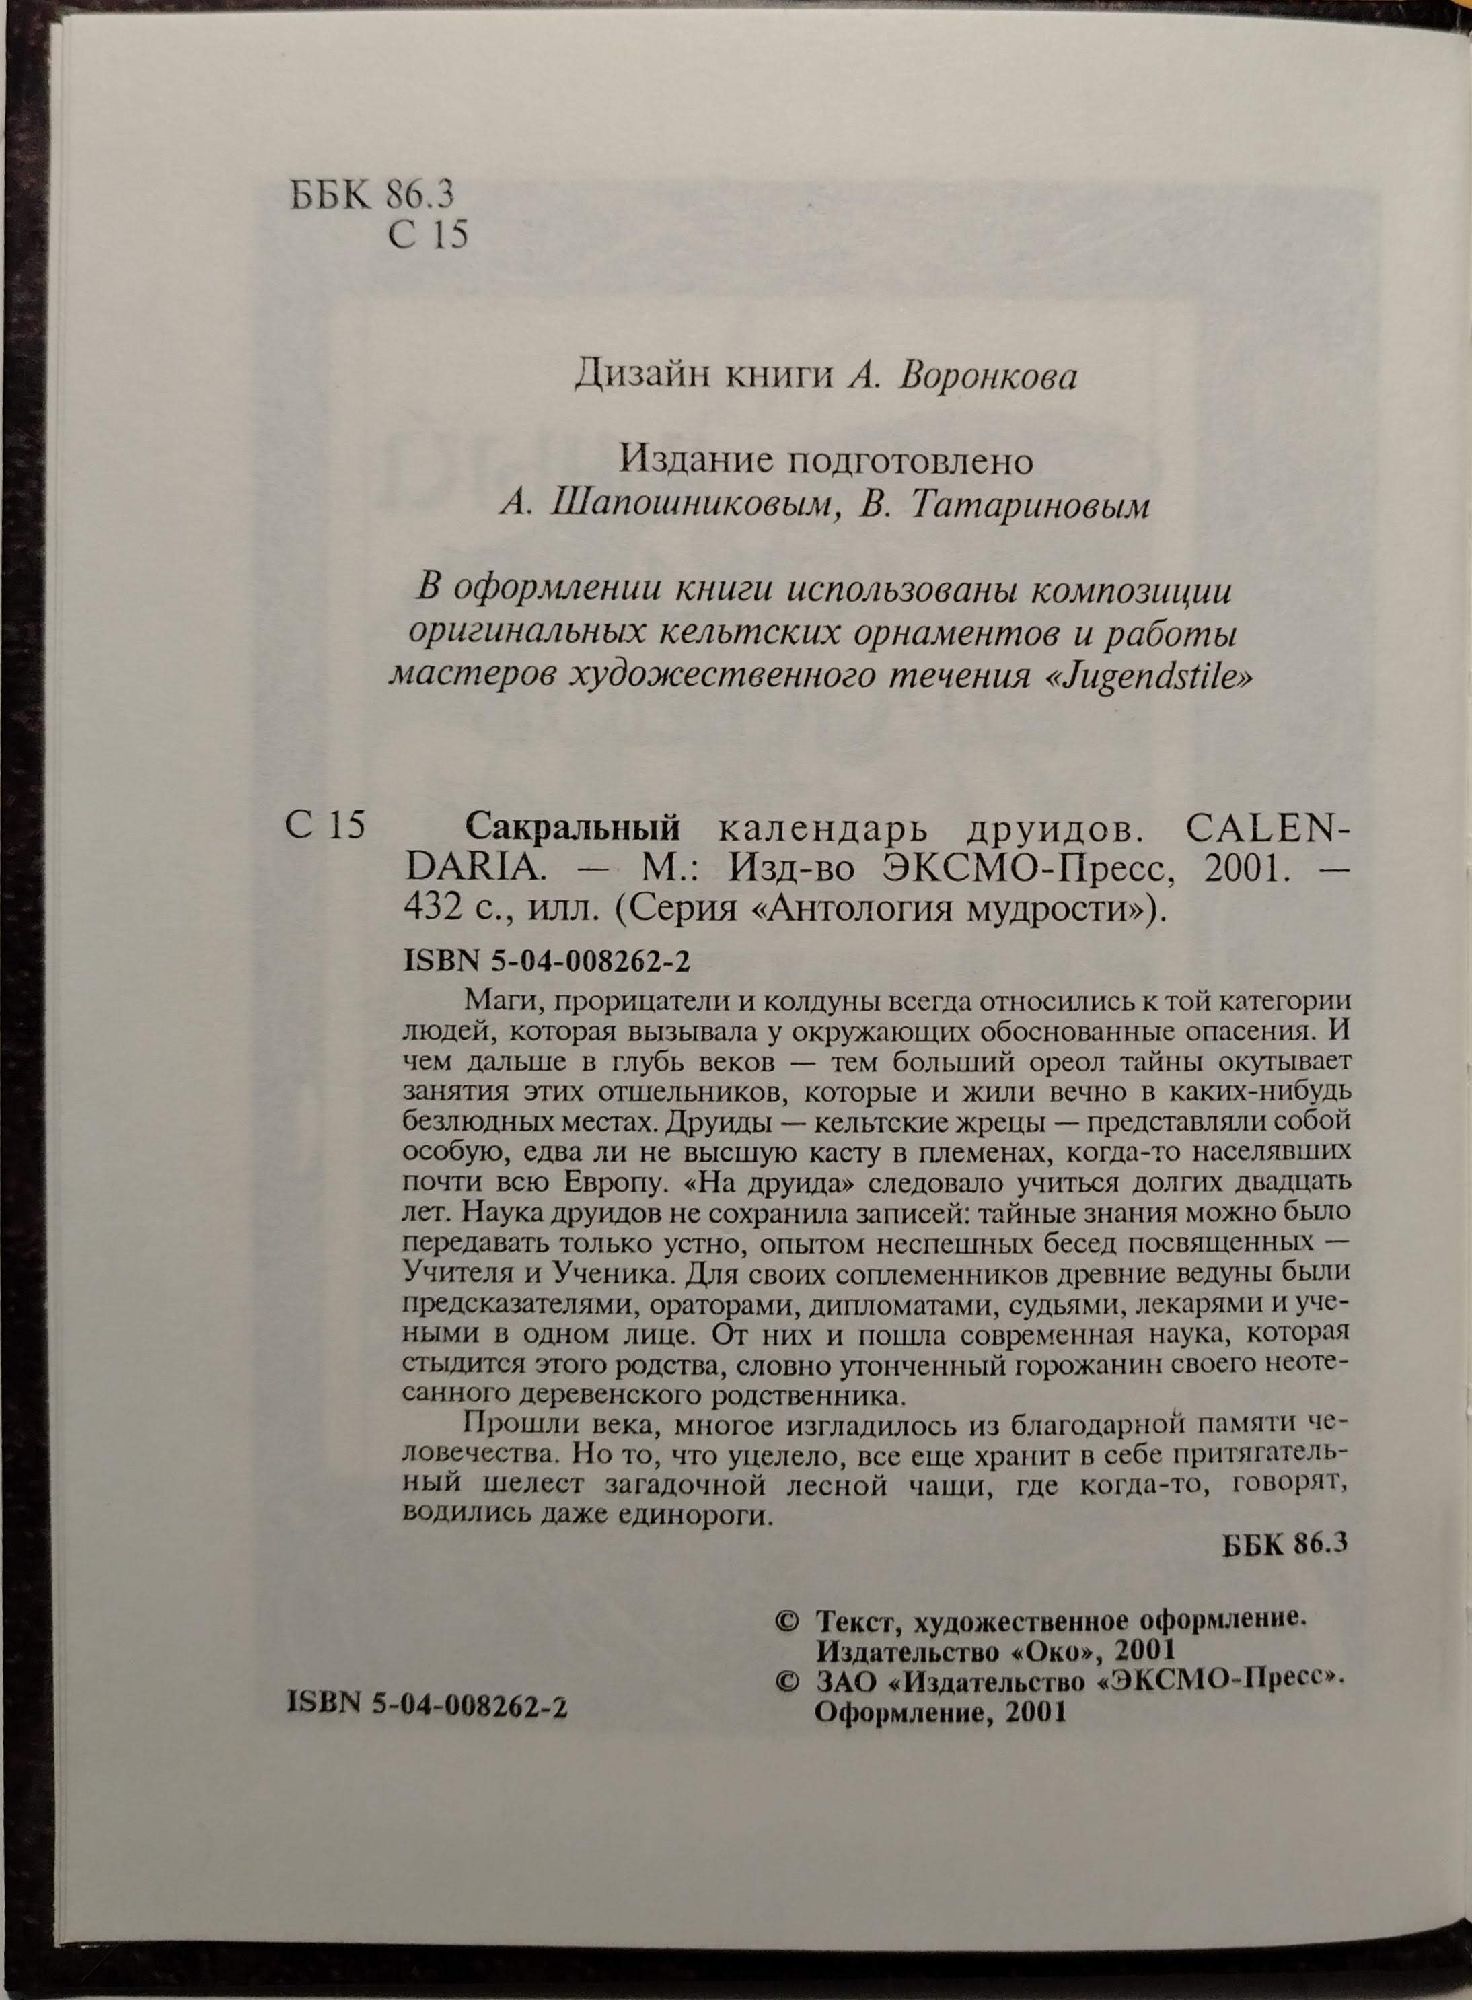 ББК 86.3
С 15
Дизайн книги А. Воронкова
Издание подготовлено
А. Шапошниковым, В. Татариновым
В оформлении книги использованы композиции
оригинальных кельтских орнаментов и работы
мастеров художественного течения «Jugendstile»
С 15 Сакральный календарь друидов. CALEN-
DARIA. — М.: Изд-во ЭКСМО-Пресс, 2001. —
432 с., илл. (Серия «Антология мудрости»).
ISBN 5-04-008262-2
Маги, прорицатели и колдуны всегда относились к той категории
людей, которая вызывала у окружающих обоснованные опасения. И
чем дальше в глубь веков — тем больший ореол тайны окутывает
занятия этих отшельников, которые и жили вечно в каких-нибудь
безлюдных местах. Друиды — кельтские жрецы — представляли собой
особую, едва ли не высшую касту в племенах, когда-то населявших
почти всю Европу. «На друида» следовало учиться долгих двадцать
лет. Наука друидов не сохранила записей: тайные знания можно было
передавать только устно, опытом неспешных бесед посвященных —
Учителя и Ученика. Для своих соплеменников древние ведуны были
предсказателями, ораторами, дипломатами, судьями, лекарями и уче-
ными в одном лице. От них и пошла современная наука, которая
стыдится этого родства, словно утонченный горожанин своего неоте-
санного деревенского родственника.
Прошли века, многое изгладилось из благодарной памяти че-
ловечества. Но то, что уцелело, все еще хранит в себе притягатель-
ный шелест загадочной лесной чащи, где когда-то, говорят,
водились даже единороги.
ББК 86.3
© Текст, художественное оформление.
Издательство «Око», 2001
© ЗАО «Издательство «ЭКСМО-Пресс».
Оформление, 2001
ISBN 5-04-008262-2